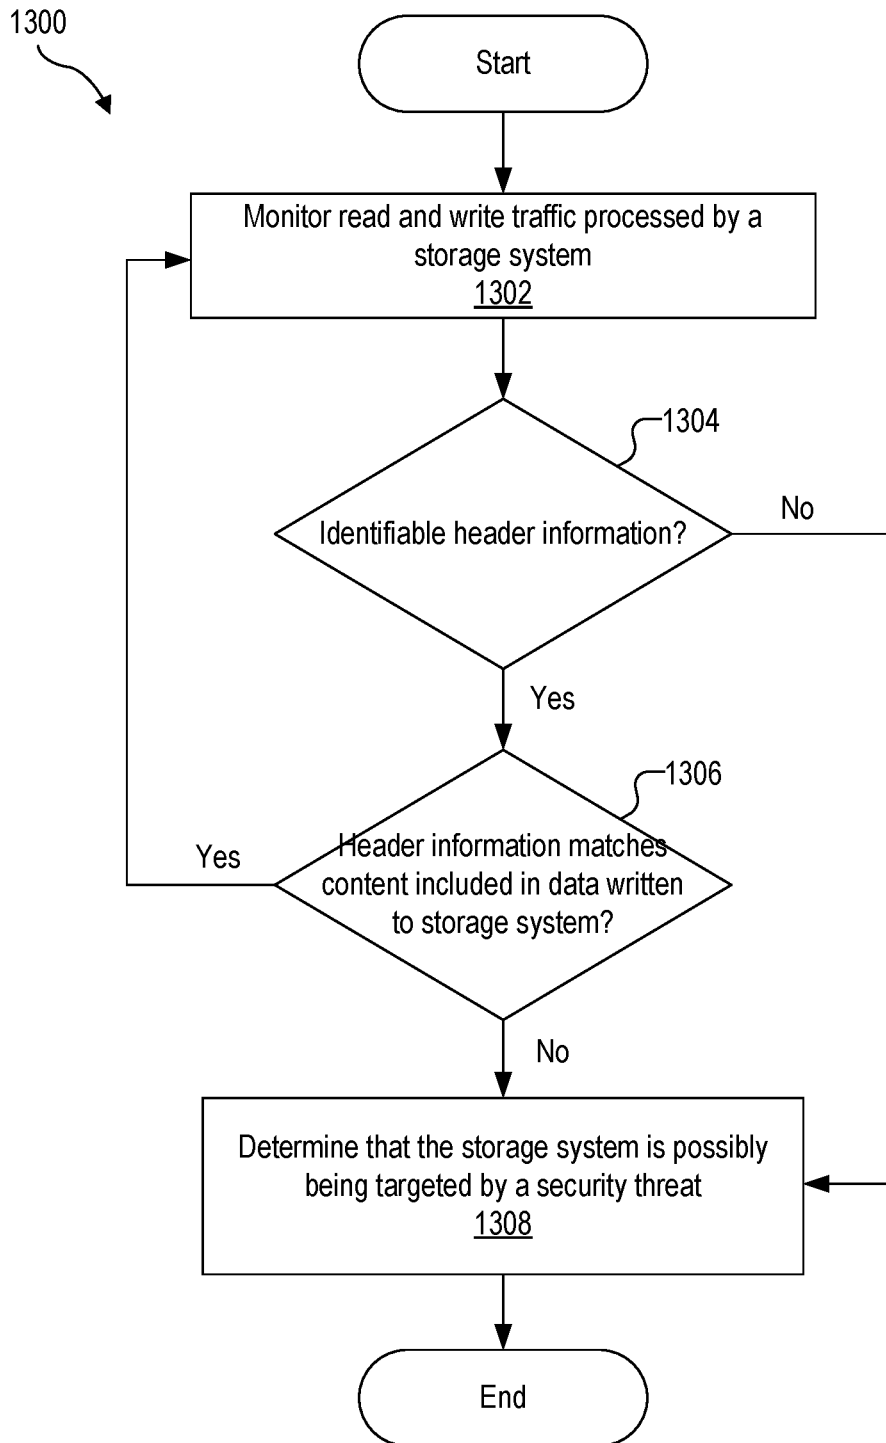 1300
Start
Monitor read and write traffic processed by a
storage system
1302
1304
Identifiable header information?
No
Yes
1306
Header information matches
content included in data written
to storage system?
Yes
No
Determine that the storage system is possibly
being targeted by a security threat
1308
End